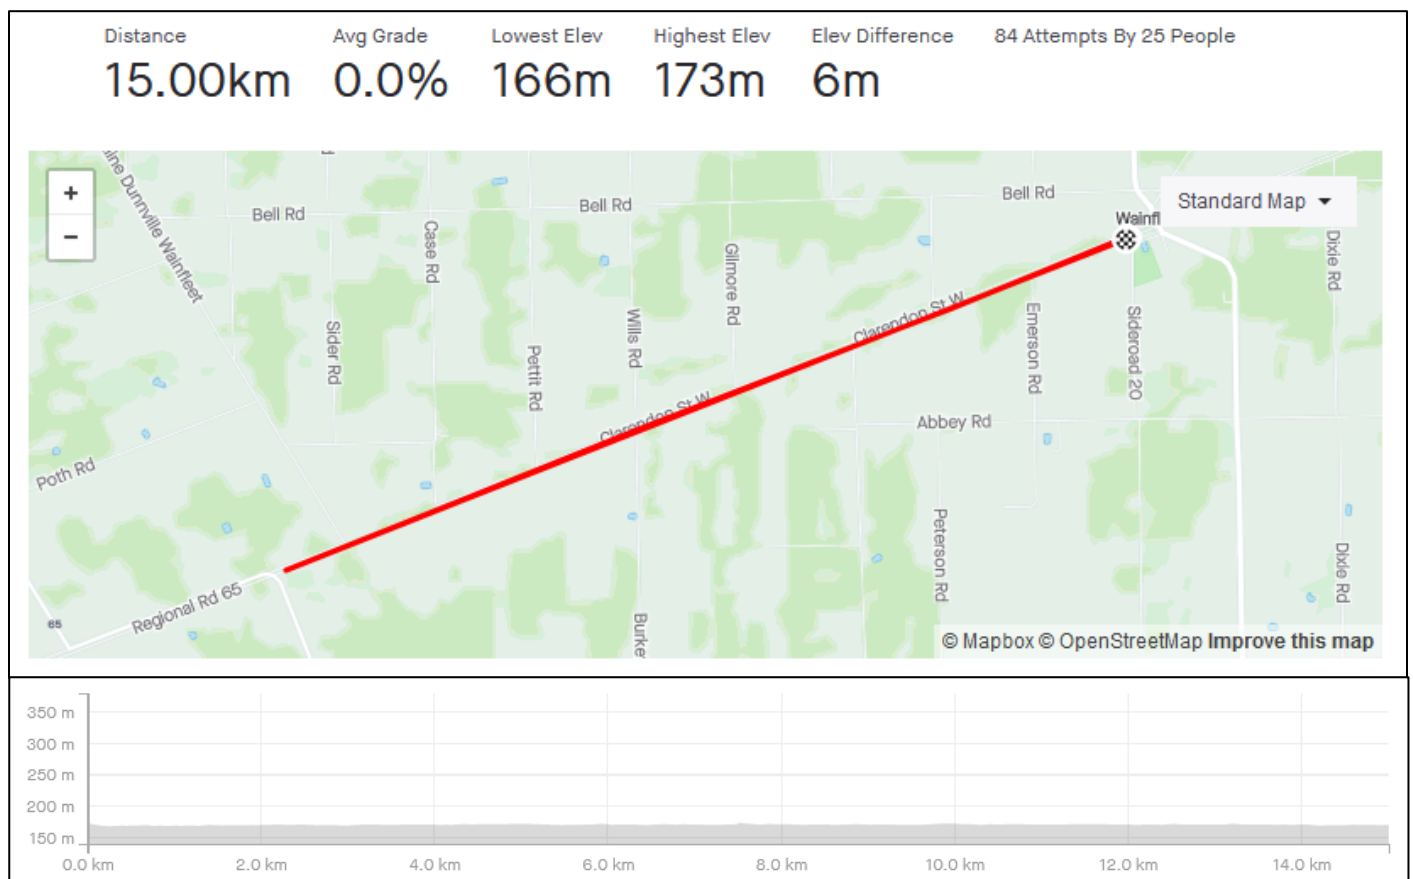 Distance Avg Grade Lowest Elev Highest Elev Elev Difference 84 Attempts By 25 People
15.00km 0.0% 166m 173m 6m
+
−
Standard Map
Dunnville Wainfleet
Bell Rd
Bell Rd
Bell Rd
Wainfl
Case Rd
Gilmore Rd
Dixie Rd
Sider Rd
Wills Rd
Pettit Rd
Clarendon St W
Emerson Rd
Sideroad 20
Clarendon St W
Abbey Rd
Poth Rd
Peterson Rd
Dixie Rd
Regional Rd 65
65
Burke
© Mapbox © OpenStreetMap Improve this map
350 m
300 m
250 m
200 m
150 m
0.0 km 2.0 km 4.0 km 6.0 km 8.0 km 10.0 km 12.0 km 14.0 km